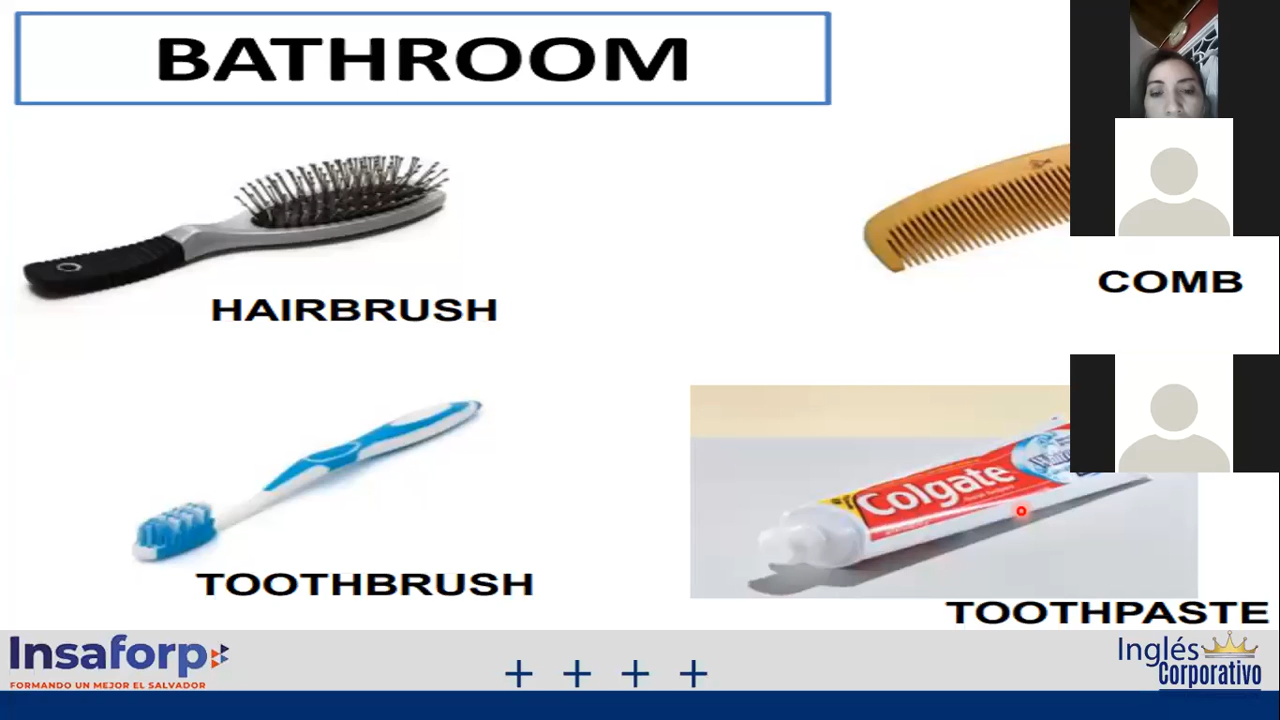 BATHROOM
HAIRBRUSH
COMB
Colgate
TOOTHBRUSH
TOOTHPASTE
Insaforp
FORMANDO UN MEJOR EL SALVADOR
Inglés
Corporativo